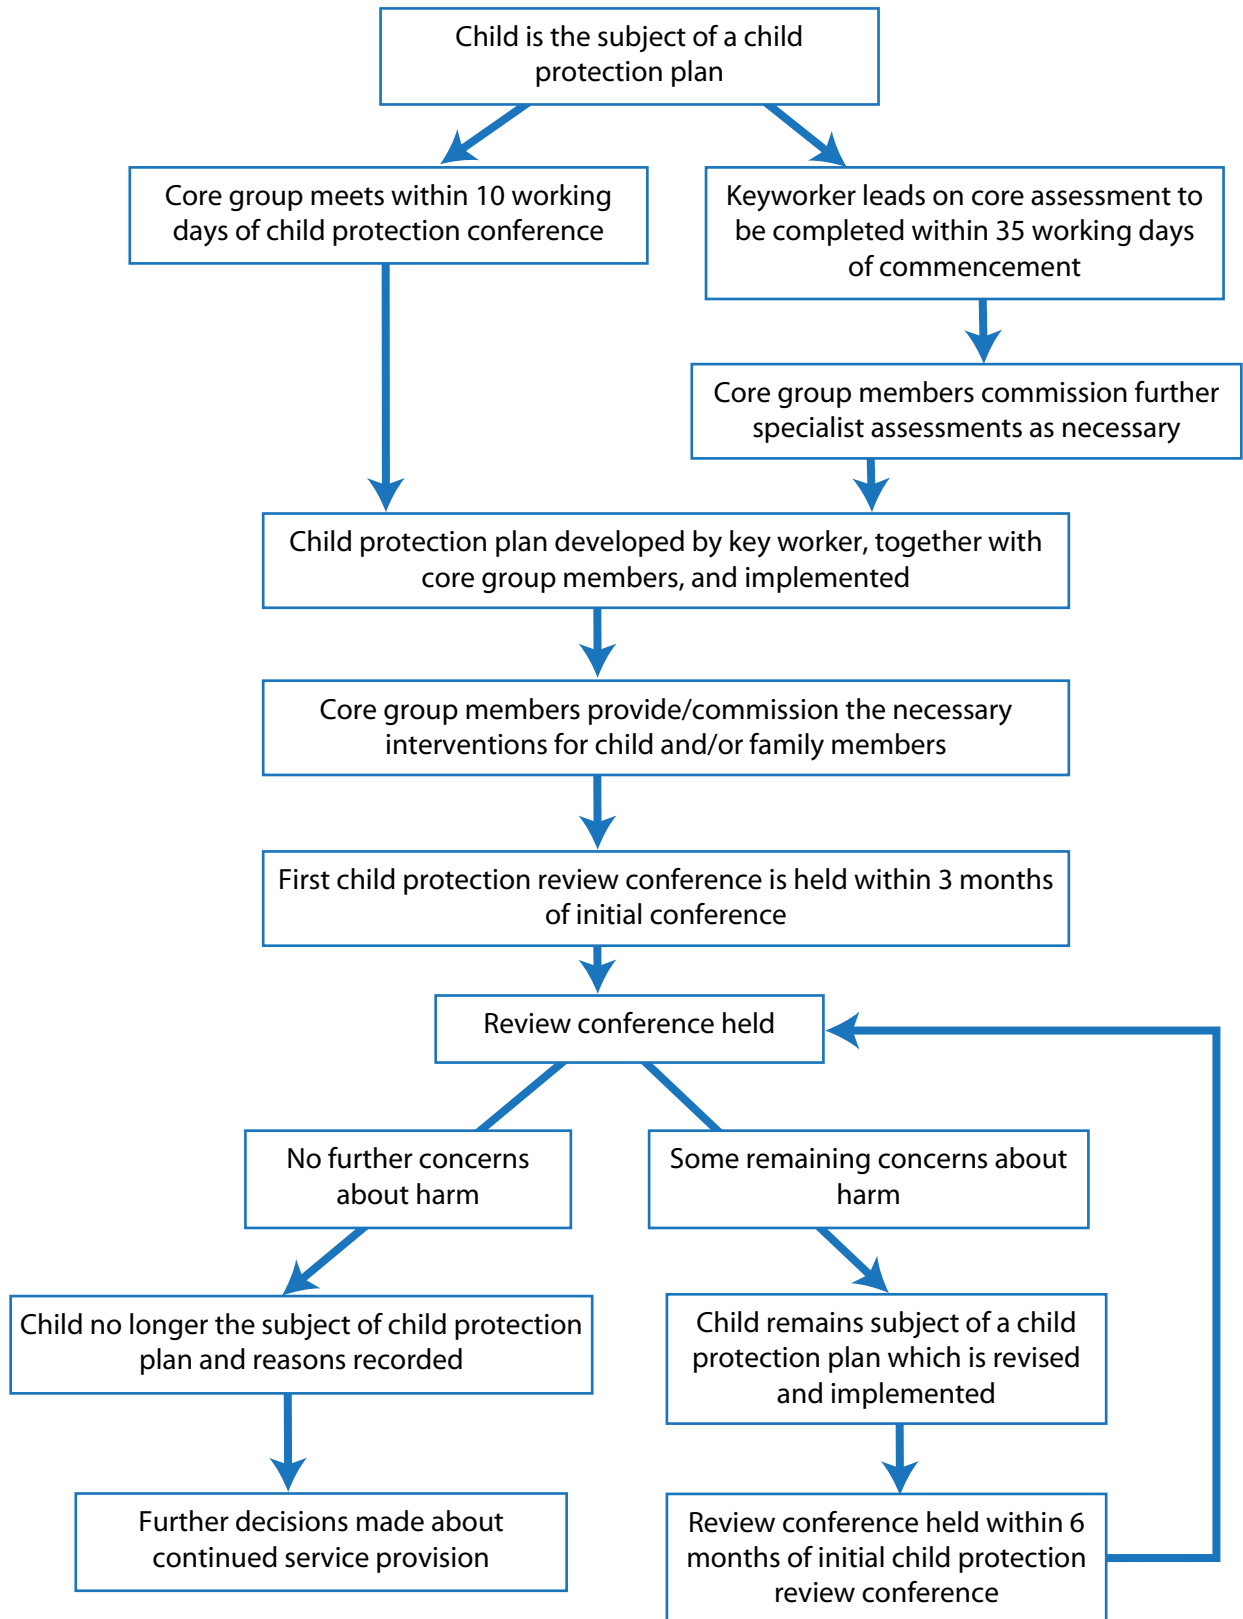 Child is the subject of a child
protection plan
Core group meets within 10 working
days of child protection conference
Keyworker leads on core assessment to
be completed within 35 working days
of commencement
Core group members commission further
specialist assessments as necessary
Child protection plan developed by key worker, together with
core group members, and implemented
Core group members provide/commission the necessary
interventions for child and/or family members
First child protection review conference is held within 3 months
of initial conference
Review conference held
No further concerns
about harm
Some remaining concerns about
harm
Child no longer the subject of child protection
plan and reasons recorded
Child remains subject of a child
protection plan which is revised
and implemented
Further decisions made about
continued service provision
Review conference held within 6
months of initial child protection
review conference